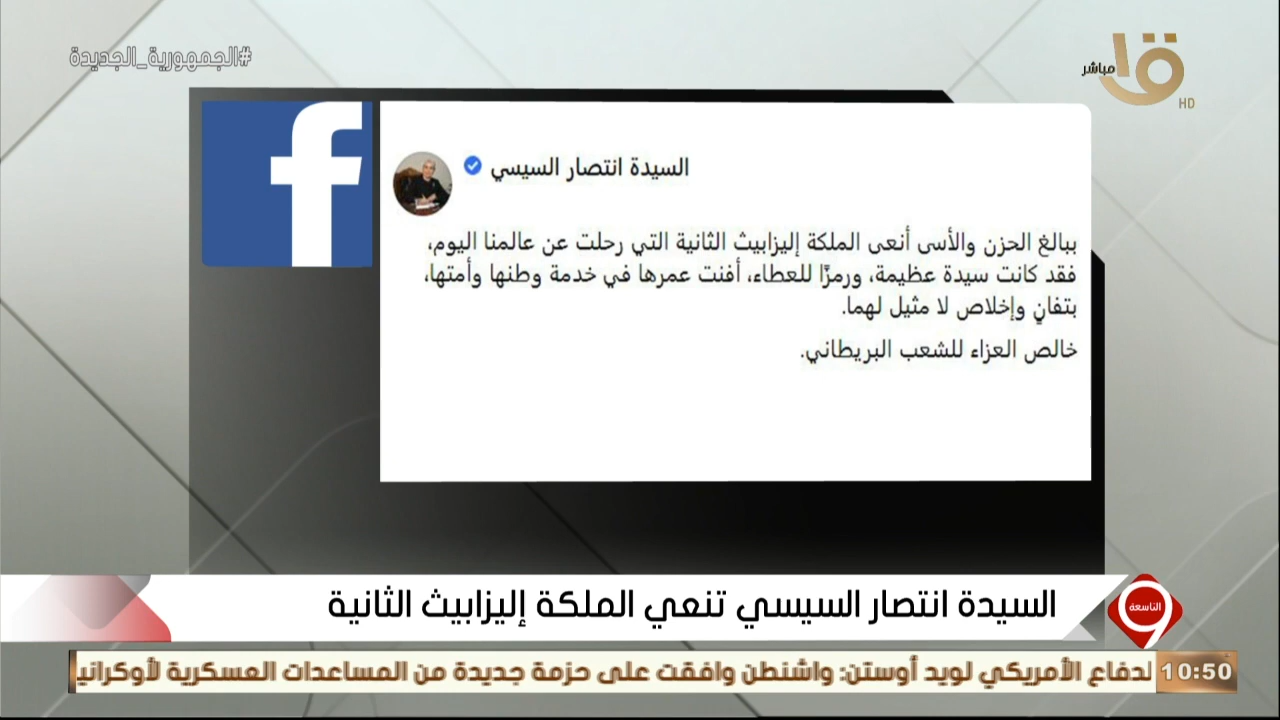 #الجمهورية_الجديدة
مباشر
HD
السيدة انتصار السيسي
ببالغ الحزن والأسى أنعى الملكة إليزابيث الثانية التي رحلت عن عالمنا اليوم،
فقد كانت سيدة عظيمة، ورمزًا للعطاء، أفنت عمرها في خدمة وطنها وأمتها،
بتفانٍ وإخلاص لا مثيل لهما.
خالص العزاء للشعب البريطاني.
السيدة انتصار السيسي تنعي الملكة إليزابيث الثانية
التاسعة
9
10:50
لدفاع الأمريكي لويد أوستن: واشنطن وافقت على حزمة جديدة من المساعدات العسكرية لأوكراني